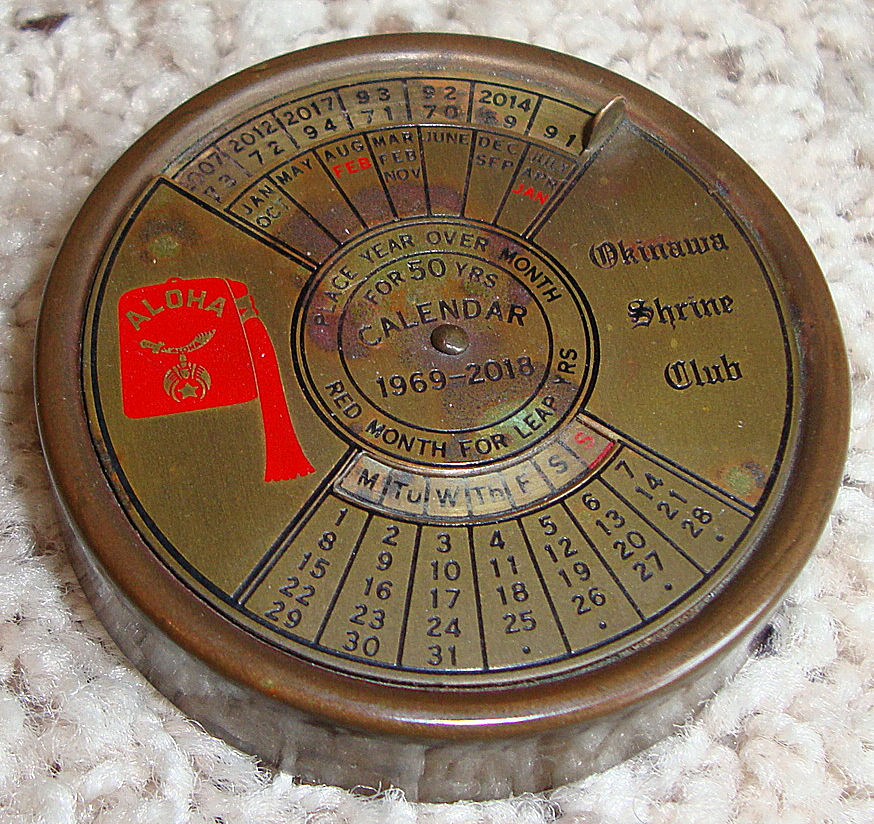 2012 2017 93 92 2014
73 72 94 71 70 91
JAN MAY AUG MAR JUNE DEC JULY
OCT FEB FEB SEP APR
NOV JAN
PLACE YEAR OVER MONTH
FOR 50 YRS
CALENDAR
1969-2018
RED MONTH FOR LEAP YRS
ALOHA
ALOHA
Okinawa
Shrine
Club
M Tu W Th F S S
1 2 3 4 5 6 7
8 9 10 11 12 13 14
15 16 17 18 19 20 21
22 23 24 25 26 27 28
29 30 31